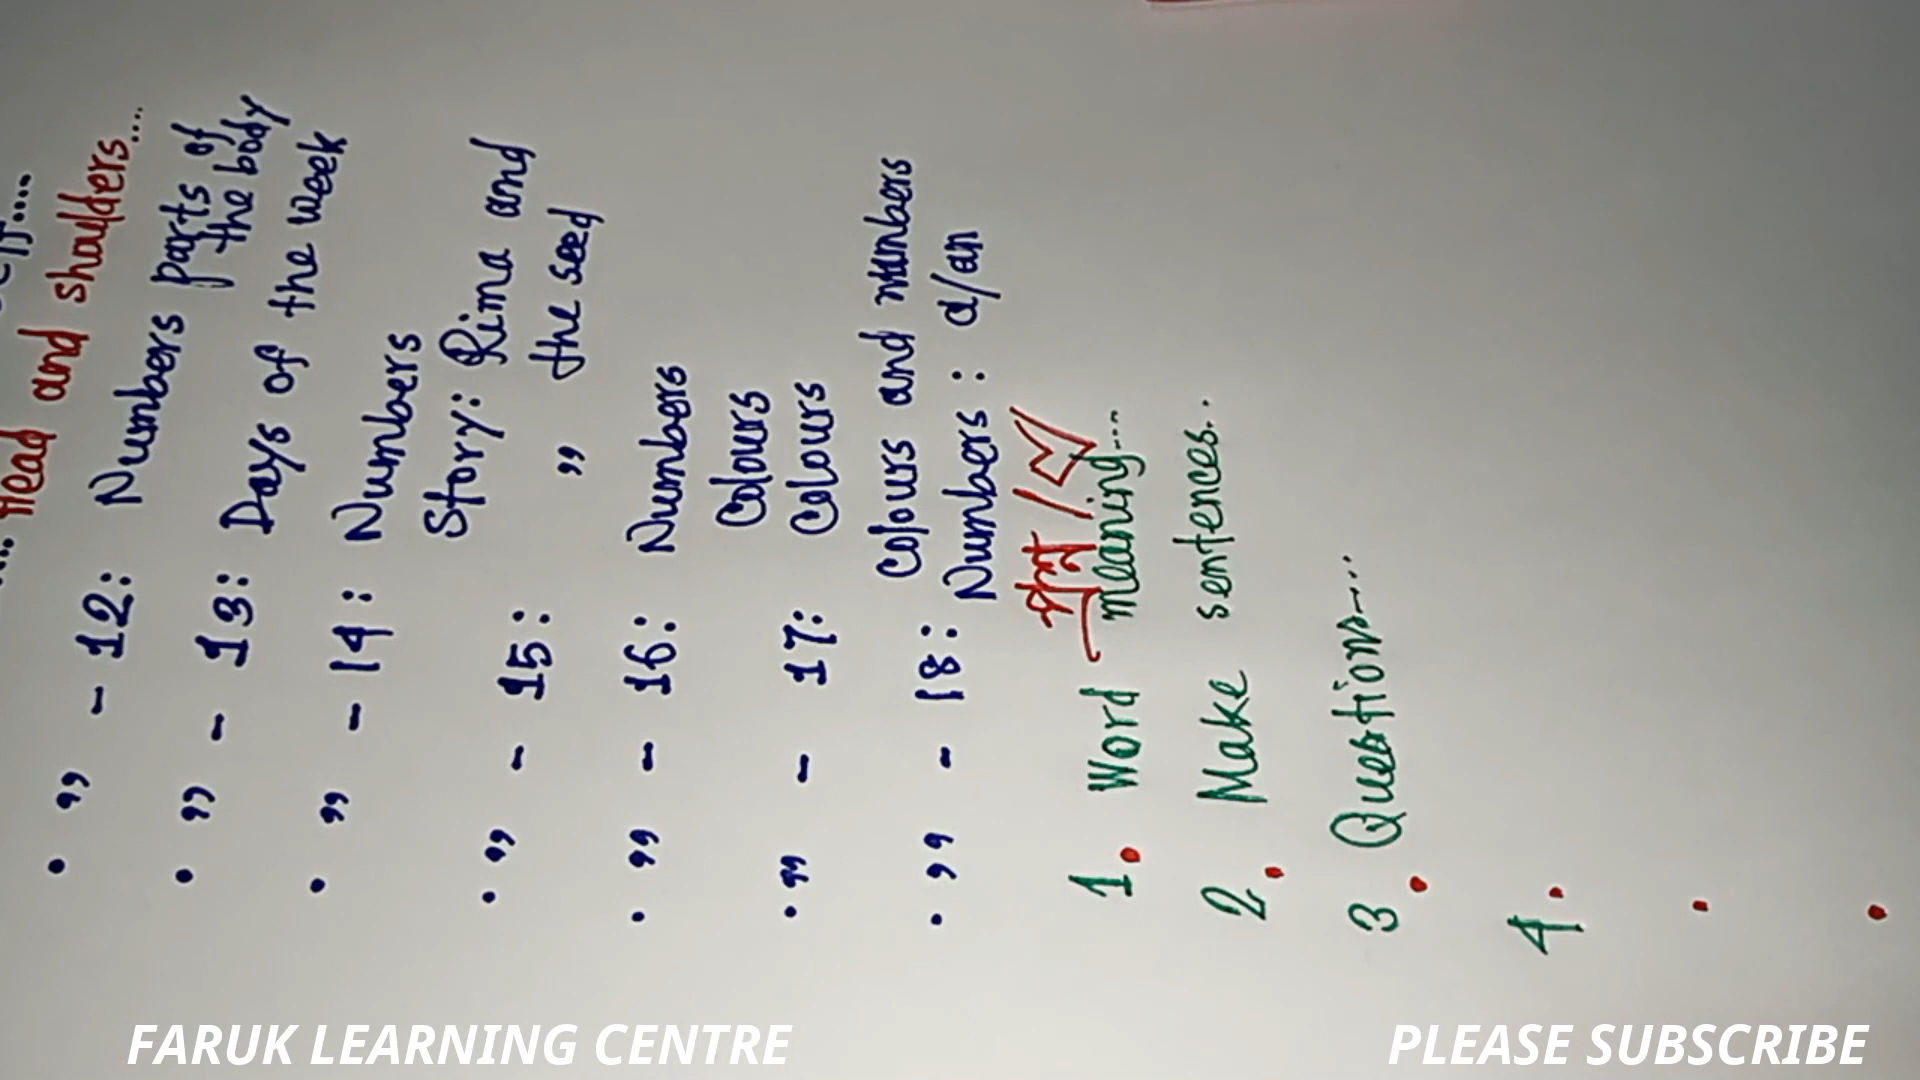 .... Head and shoulders....
• ,, - 12: Numbers parts of
the body
• ,, - 13: Days of the week
• ,, - 14: Numbers
Story: Rima and
• ,, - 15: ,, the seed
• ,, - 16: Numbers
Colours
• ,, - 17: Colours
Colours and numbers
• ,, - 18: Numbers: a/an
1. Word meaning...
2. Make sentences.
3. Questions...
4.
FARUK LEARNING CENTRE
PLEASE SUBSCRIBE